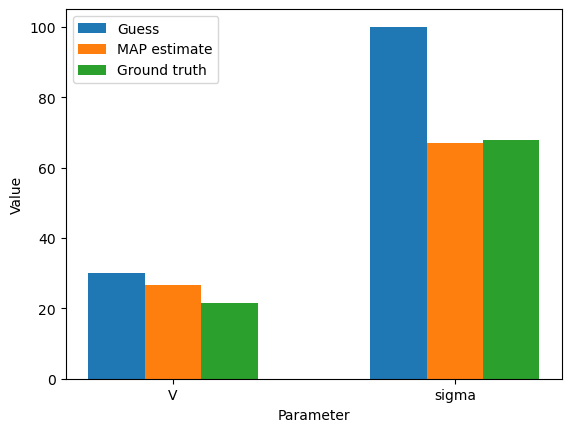 Guess
MAP estimate
Ground truth
Value
100
80
60
40
20
0
V
sigma
Parameter